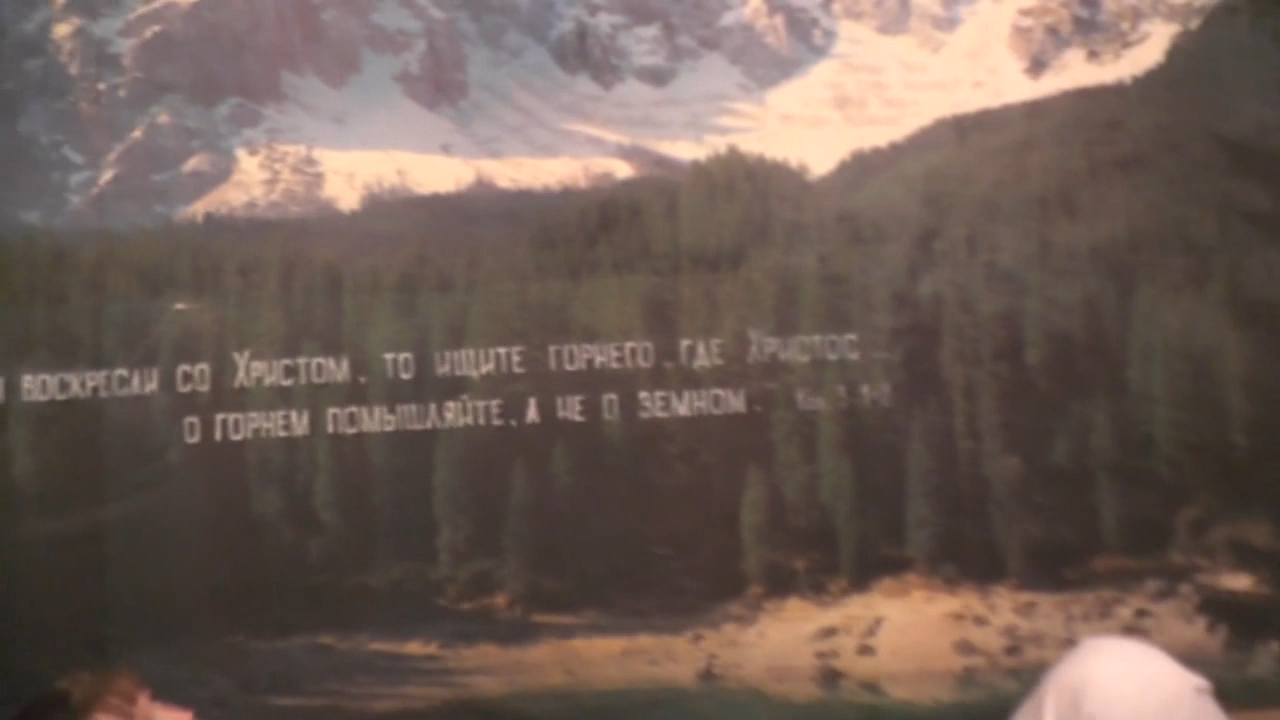 воскресли со Христом, то ищите горнего, где Христос
о горнем помышляйте, а не о земном.